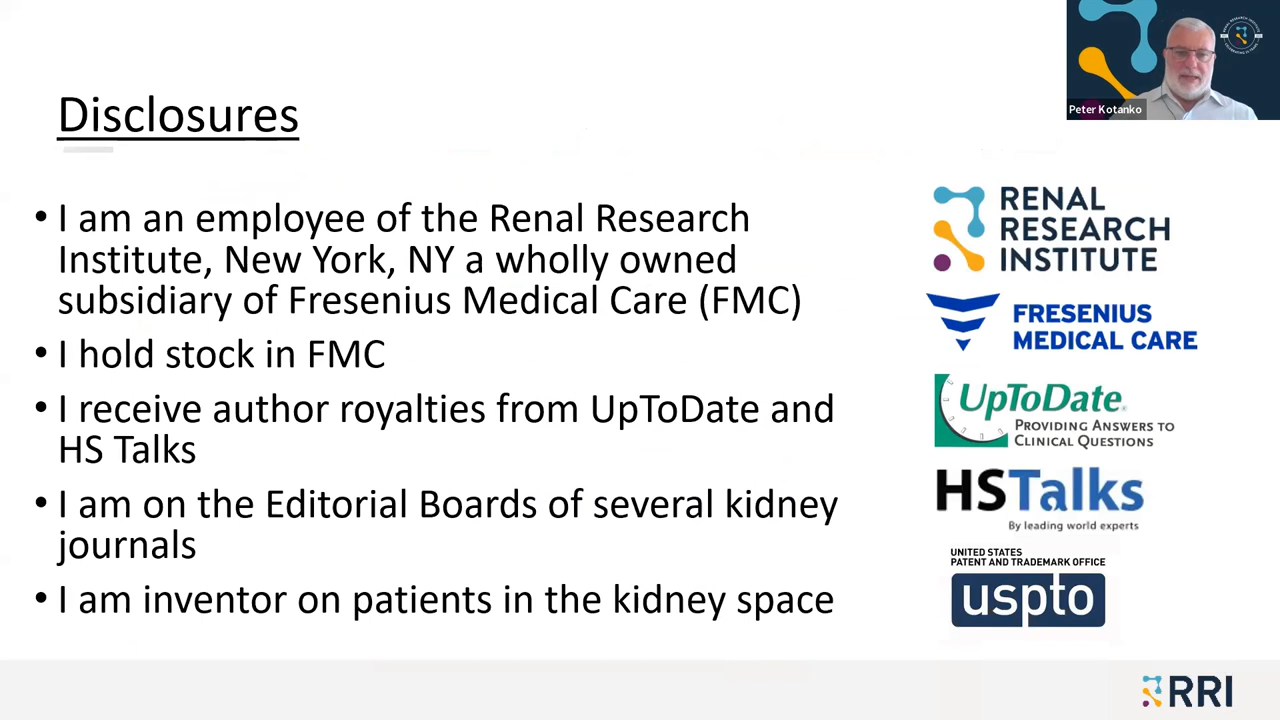 Peter Kotanko
Disclosures
• I am an employee of the Renal Research
Institute, New York, NY a wholly owned
subsidiary of Fresenius Medical Care (FMC)
• I hold stock in FMC
• I receive author royalties from UpToDate and
HS Talks
• I am on the Editorial Boards of several kidney
journals
• I am inventor on patients in the kidney space
RENAL
RESEARCH
INSTITUTE
FRESENIUS
MEDICAL CARE
UpToDate®
PROVIDING ANSWERS TO
CLINICAL QUESTIONS
HSTalks
By leading world experts
UNITED STATES
PATENT AND TRADEMARK OFFICE
uspto
RRI